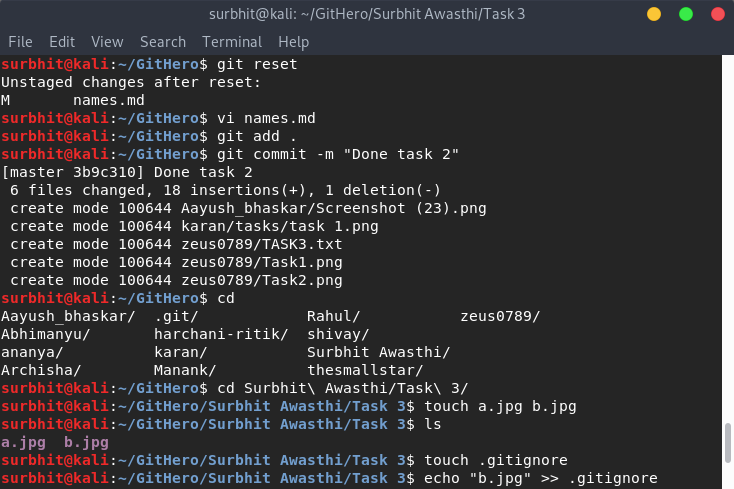 surbhit@kali: ~/GitHero/Surbhit Awasthi/Task 3
File Edit View Search Terminal Help
surbhit@kali:~/GitHero$ git reset
Unstaged changes after reset:
M       names.md
surbhit@kali:~/GitHero$ vi names.md
surbhit@kali:~/GitHero$ git add .
surbhit@kali:~/GitHero$ git commit -m "Done task 2"
[master 3b9c310] Done task 2
 6 files changed, 18 insertions(+), 1 deletion(-)
 create mode 100644 Aayush_bhaskar/Screenshot (23).png
 create mode 100644 karan/tasks/task 1.png
 create mode 100644 zeus0789/TASK3.txt
 create mode 100644 zeus0789/Task1.png
 create mode 100644 zeus0789/Task2.png
surbhit@kali:~/GitHero$ cd
Aayush_bhaskar/  .git/            Rahul/           zeus0789/
Abhimanyu/       harchani-ritik/  shivay/
ananya/          karan/           Surbhit Awasthi/
Archisha/        Manank/          thesmallstar/
surbhit@kali:~/GitHero$ cd Surbhit\ Awasthi/Task\ 3/
surbhit@kali:~/GitHero/Surbhit Awasthi/Task 3$ touch a.jpg b.jpg
surbhit@kali:~/GitHero/Surbhit Awasthi/Task 3$ ls
a.jpg  b.jpg
surbhit@kali:~/GitHero/Surbhit Awasthi/Task 3$ touch .gitignore
surbhit@kali:~/GitHero/Surbhit Awasthi/Task 3$ echo "b.jpg" >> .gitignore